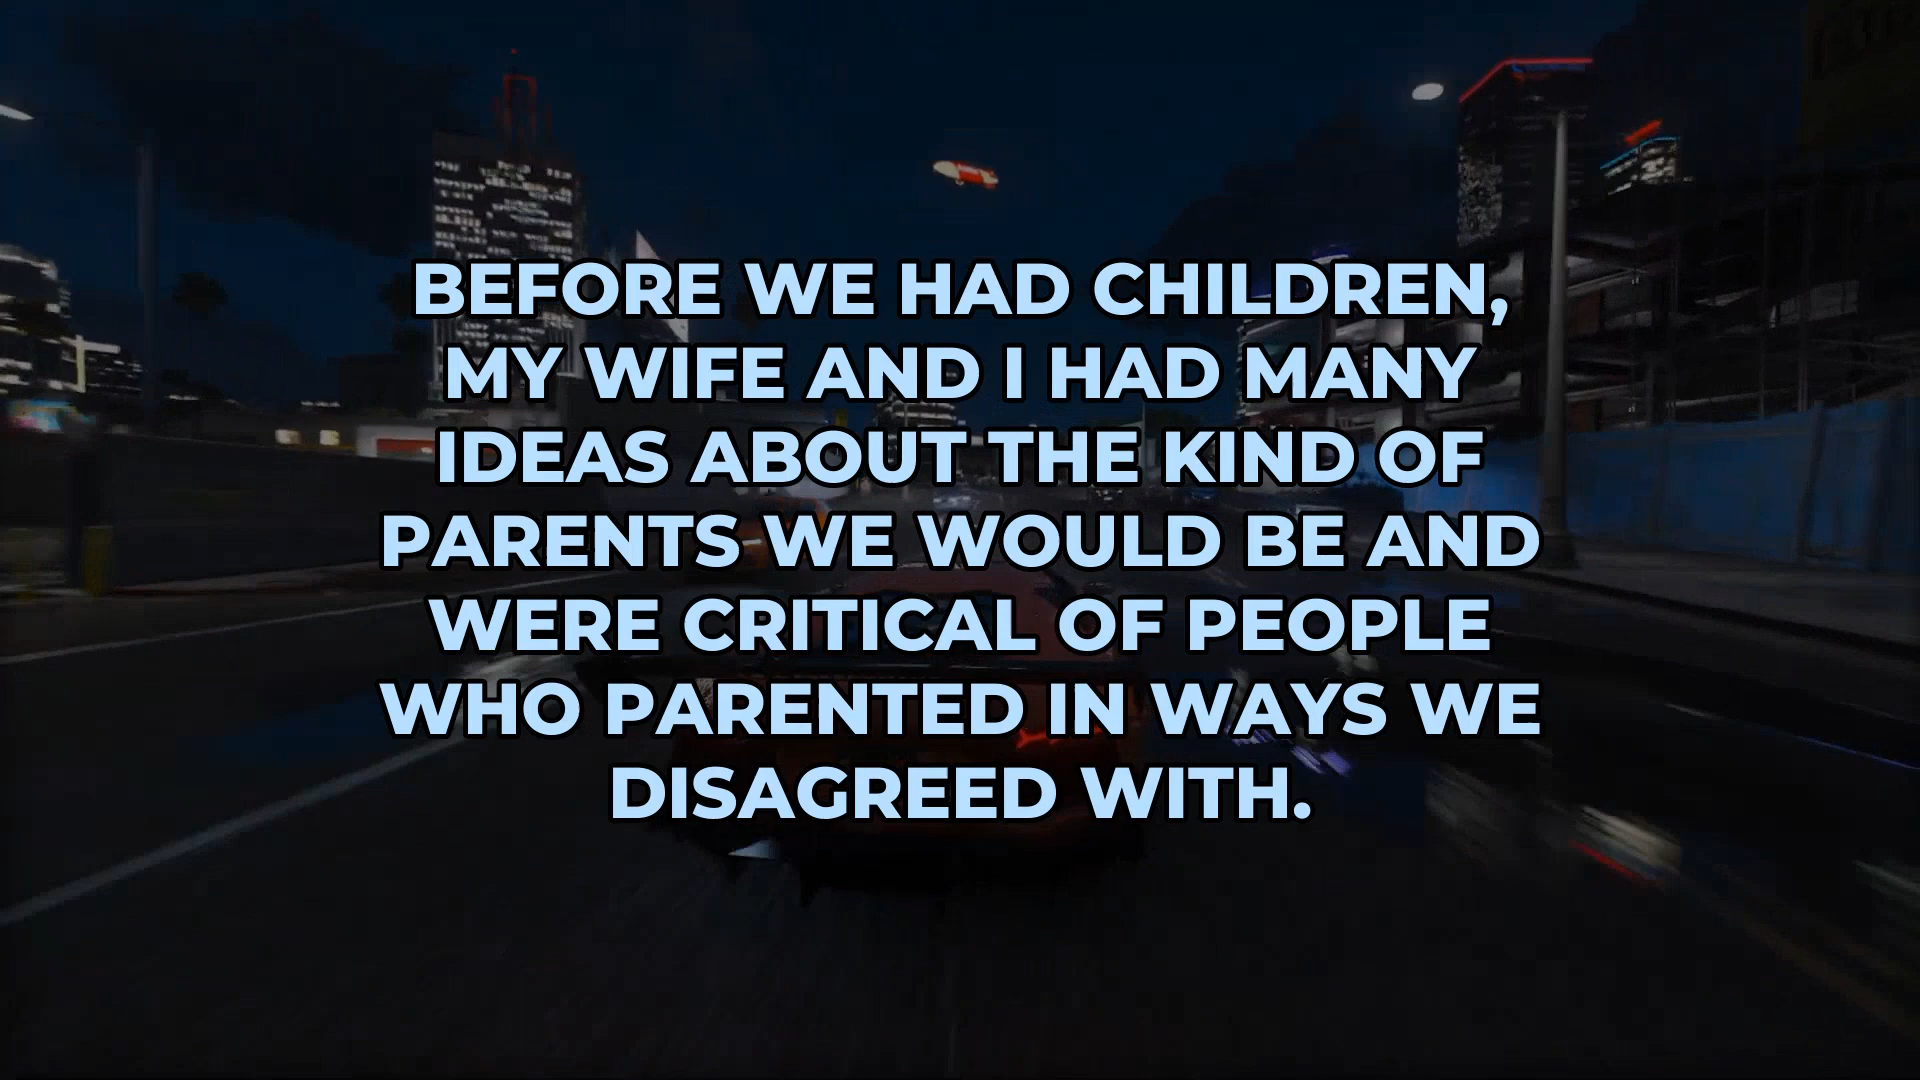 BEFORE WE HAD CHILDREN,
MY WIFE AND I HAD MANY
IDEAS ABOUT THE KIND OF
PARENTS WE WOULD BE AND
WERE CRITICAL OF PEOPLE
WHO PARENTED IN WAYS WE
DISAGREED WITH.